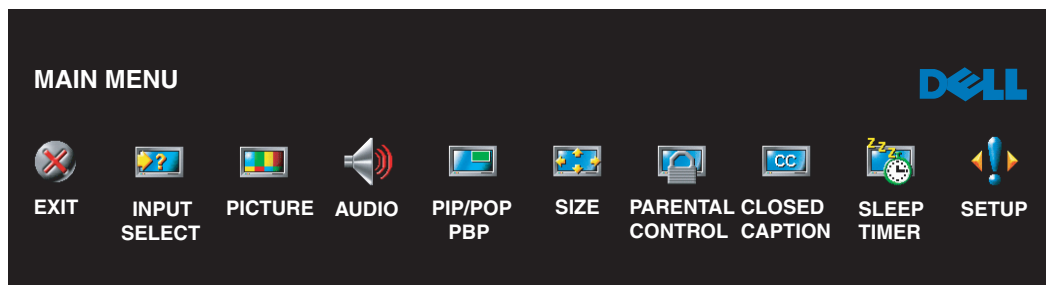 MAIN MENU
DELL
?
CC
Z Z Z
EXIT
INPUT
SELECT
PICTURE
AUDIO
PIP/POP
PBP
SIZE
PARENTAL
CONTROL
CLOSED
CAPTION
SLEEP
TIMER
SETUP